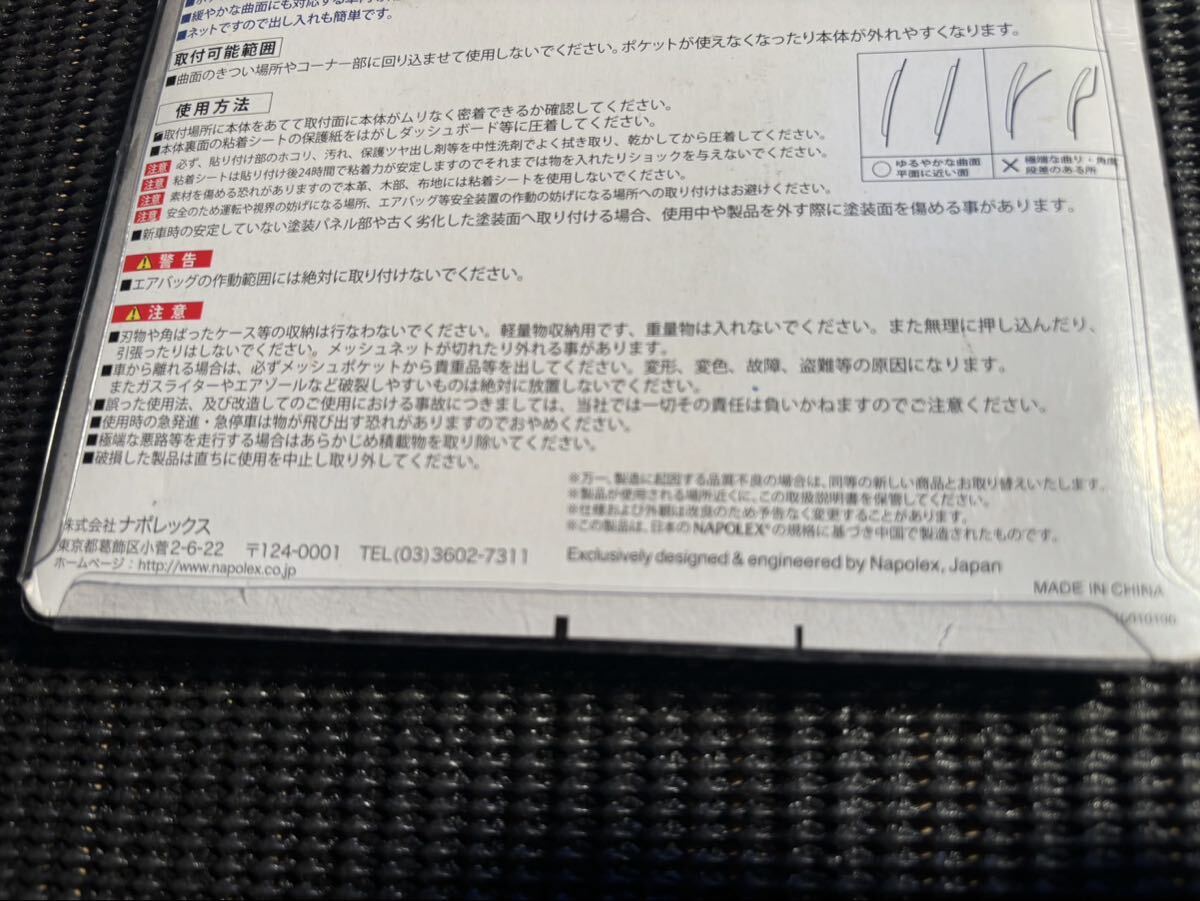 ■緩やかな曲面にも対応する
■ネットですので出し入れも簡単です。
取付可能範囲
■曲面のきつい場所やコーナー部に回り込ませて使用しないでください。ポケットが使えなくなったり本体が外れやすくなります。
使用方法
■取付場所に本体をあてて取付面に本体がムリなく密着できるか確認してください。
■本体裏面の粘着シートの保護紙をはがしダッシュボード等に圧着してください。
注意 必ず、貼り付け部のホコリ、汚れ、保護ツヤ出し剤等を中性洗剤でよく拭き取り、乾かしてから圧着してください。
注意 粘着シートは貼り付け後24時間で粘着力が安定しますのでそれまでは物を入れたりショックを与えないでください。
注意 素材を傷める恐れがありますので本革、木部、布地には粘着シートを使用しないでください。
注意 安全のため運転や視界の妨げになる場所、エアバッグ等安全装置の作動の妨げになる場所への取り付けはお避けください。
■新車時の安定していない塗装パネル部や古く劣化した塗装面へ取り付ける場合、使用中や製品を外す際に塗装面を傷める事があります。
○ゆるやかな曲面
平面に近い面
×極端な曲り・角度
段差のある所
⚠警告
■エアバッグの作動範囲には絶対に取り付けないでください。
⚠注意
■刃物や角ばったケース等の収納は行なわないでください。軽量物収納用です、重量物は入れないでください。また無理に押し込んだり、
引張ったりはしないでください。メッシュネットが切れたり外れる事があります。
■車から離れる場合は、必ずメッシュポケットから貴重品等を出してください。変形、変色、故障、盗難等の原因になります。
またガスライターやエアゾールなど破裂しやすいものは絶対に放置しないでください。
■誤った使用法、及び改造してのご使用における事故につきましては、当社では一切その責任は負いかねますのでご注意ください。
■使用時の急発進・急停車は物が飛び出す恐れがありますのでおやめください。
■極端な悪路等を走行する場合はあらかじめ積載物を取り除いてください。
■破損した製品は直ちに使用を中止し取り外してください。
※万一、製造に起因する品質不良の場合は、同等の新しい商品とお取り替えいたします。
※製品が使用される場所近くに、この取扱説明書を保管してください。
※仕様および外観は改良のため予告なく変更することがあります。
※この製品は、日本のNAPOLEX®の規格に基づき中国で製造されたものです。
株式会社 ナポレックス
東京都葛飾区小菅2-6-22 〒124-0001 TEL(03)3602-7311
ホームページ：http://www.napolex.co.jp
Exclusively designed & engineered by Napolex, Japan
MADE IN CHINA